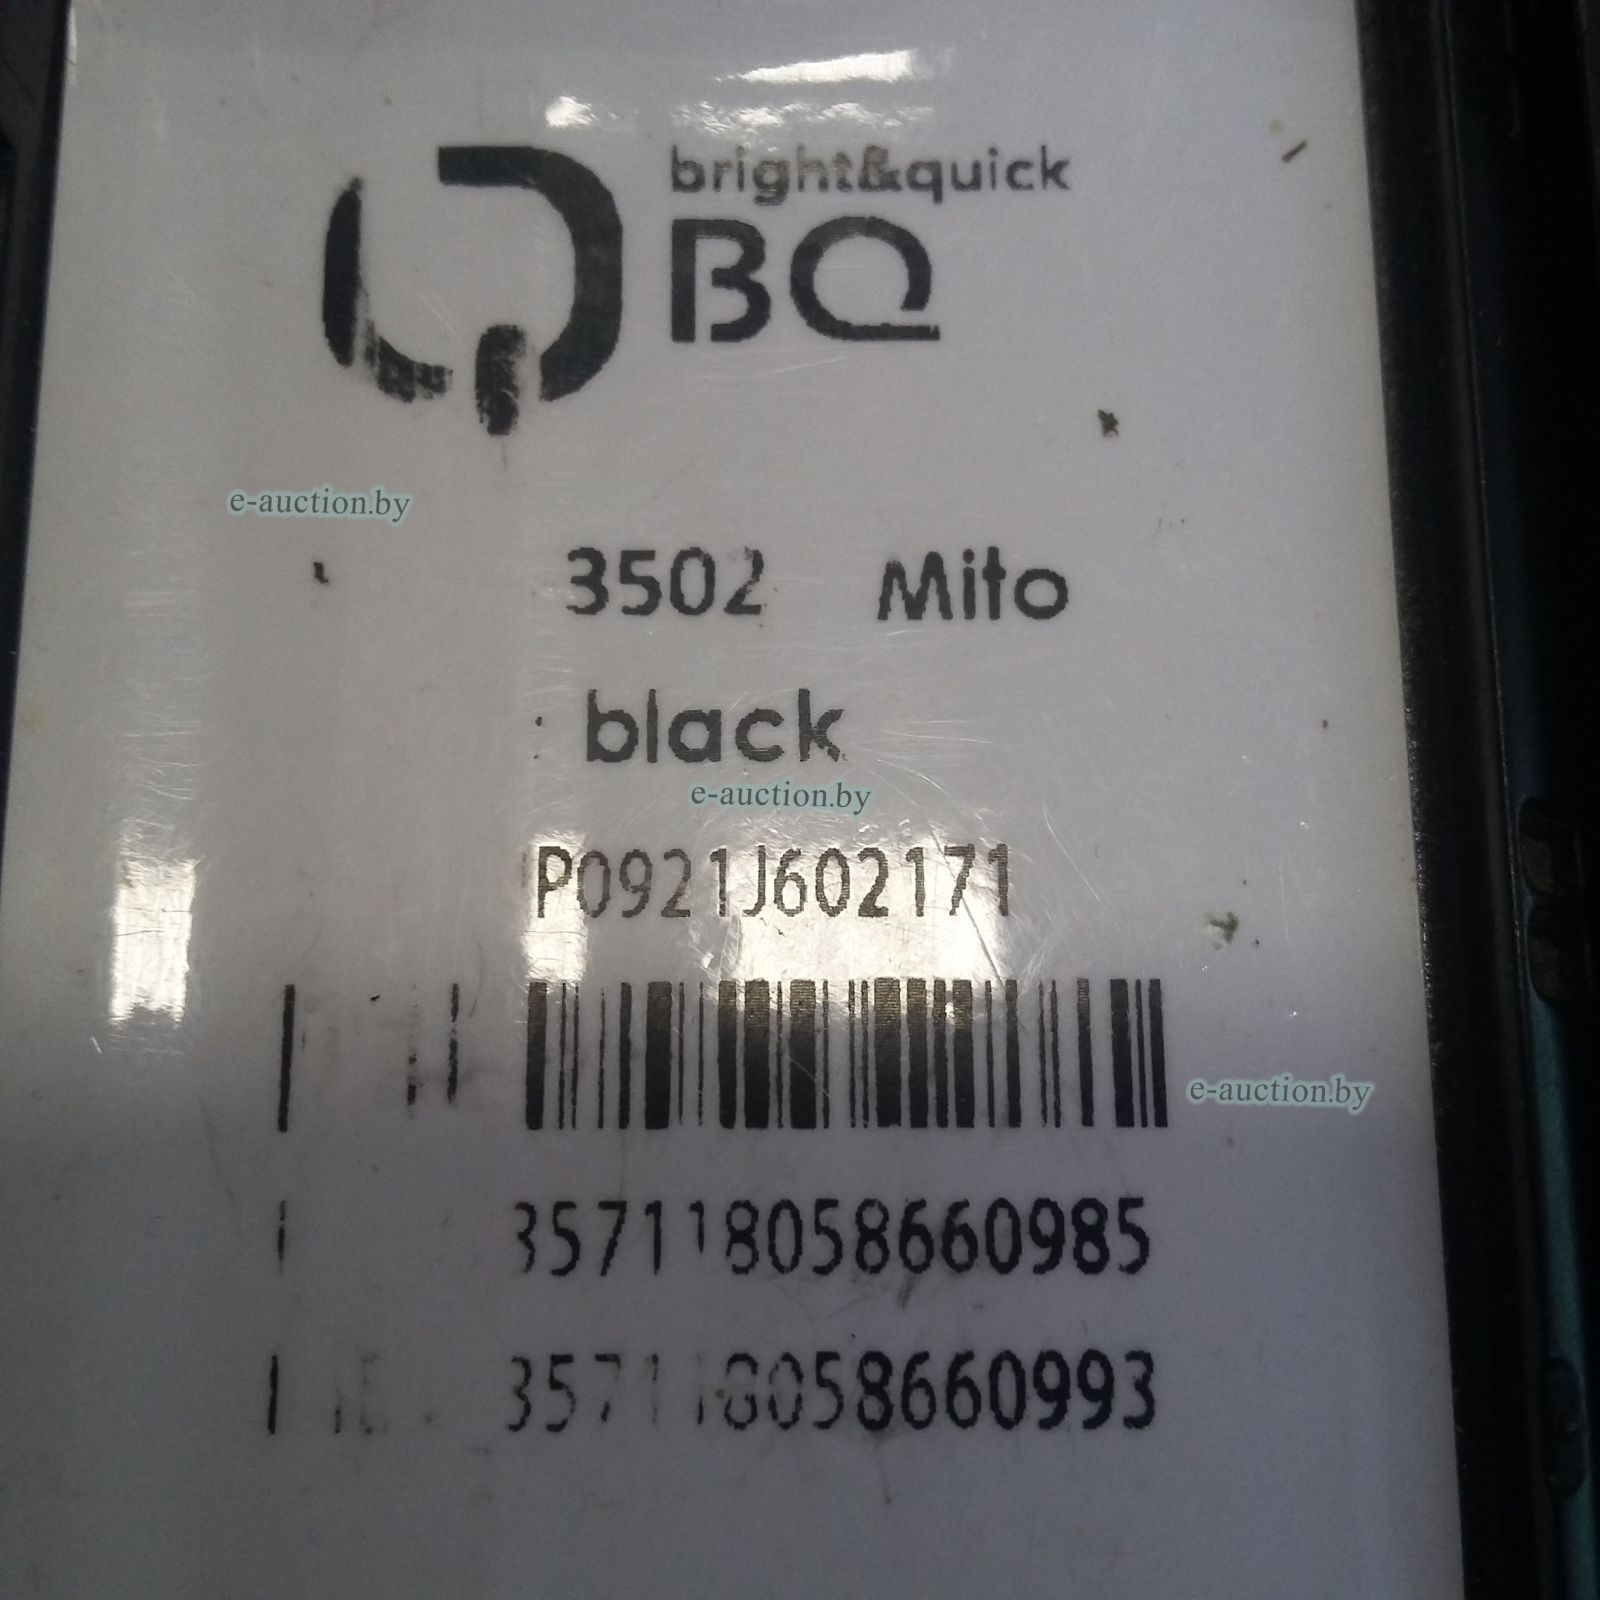 bright&quick
BQ
e-auction.by
3502 Mito
black
e-auction.by
P0921J602171
e-auction.by
357118058660985
357118058660993